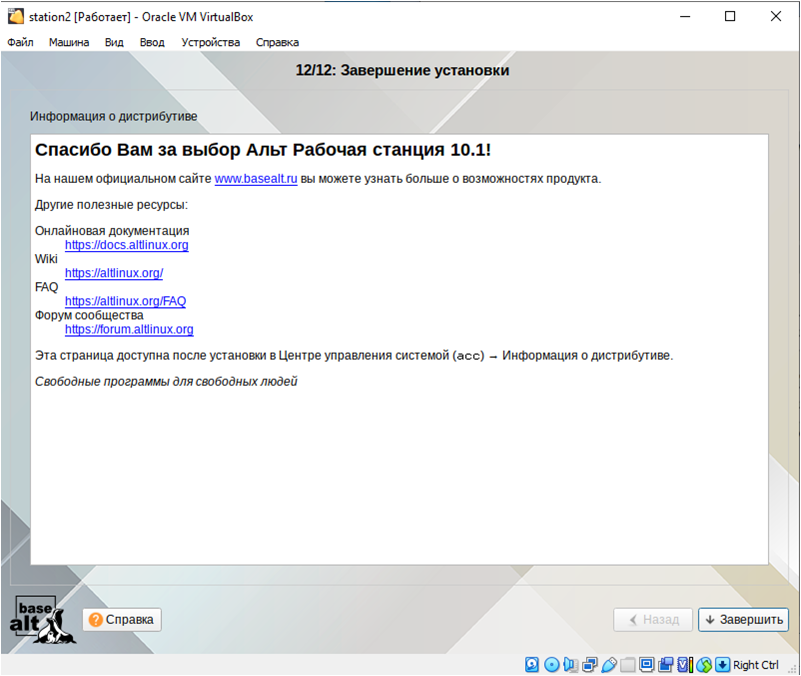 station2 [Работает] - Oracle VM VirtualBox
Файл Машина Вид Ввод Устройства Справка
12/12: Завершение установки
Информация о дистрибутиве
Спасибо Вам за выбор Альт Рабочая станция 10.1!
На нашем официальном сайте www.basealt.ru вы можете узнать больше о возможностях продукта.
Другие полезные ресурсы:
Онлайновая документация
https://docs.altlinux.org
Wiki
https://altlinux.org/
FAQ
https://altlinux.org/FAQ
Форум сообщества
https://forum.altlinux.org
Эта страница доступна после установки в Центре управления системой (acc) → Информация о дистрибутиве.
Свободные программы для свободных людей
base
alt
Справка
Назад
Завершить
Right Ctrl